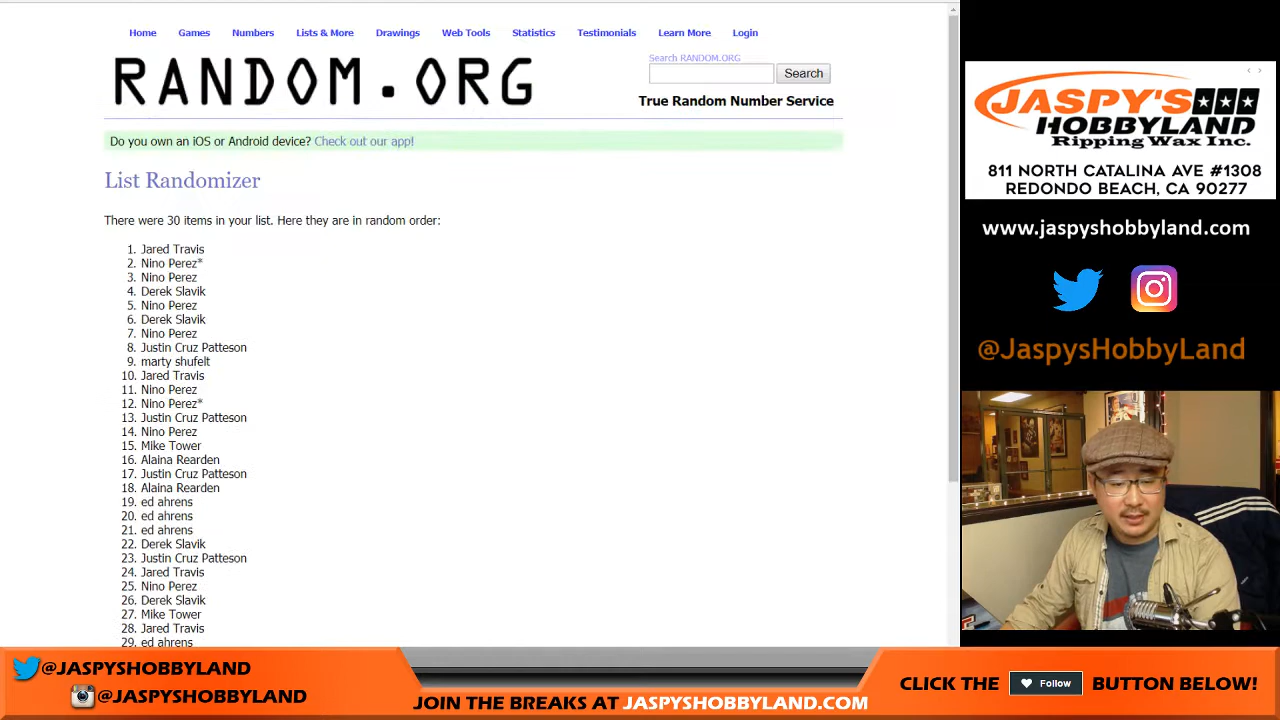 Home Games Numbers Lists & More Drawings Web Tools Statistics Testimonials Learn More Login
RANDOM.ORG
Search RANDOM.ORG
Search
True Random Number Service
Do you own an iOS or Android device? Check out our app!
List Randomizer
There were 30 items in your list. Here they are in random order:
1. Jared Travis
2. Nino Perez*
3. Nino Perez
4. Derek Slavik
5. Nino Perez
6. Derek Slavik
7. Nino Perez
8. Justin Cruz Patteson
9. marty shufelt
10. Jared Travis
11. Nino Perez
12. Nino Perez*
13. Justin Cruz Patteson
14. Nino Perez
15. Mike Tower
16. Alaina Rearden
17. Justin Cruz Patteson
18. Alaina Rearden
19. ed ahrens
20. ed ahrens
21. ed ahrens
22. Derek Slavik
23. Justin Cruz Patteson
24. Jared Travis
25. Nino Perez
26. Derek Slavik
27. Mike Tower
28. Jared Travis
29. ed ahrens
JASPY'S
HOBBYLAND
Ripping Wax Inc.
811 NORTH CATALINA AVE #1308
REDONDO BEACH, CA 90277
www.jaspyshobbyland.com
@JaspysHobbyLand
@JASPYSHOBBYLAND
@JASPYSHOBBYLAND
JOIN THE BREAKS AT JASPYSHOBBYLAND.COM
CLICK THE Follow BUTTON BELOW!